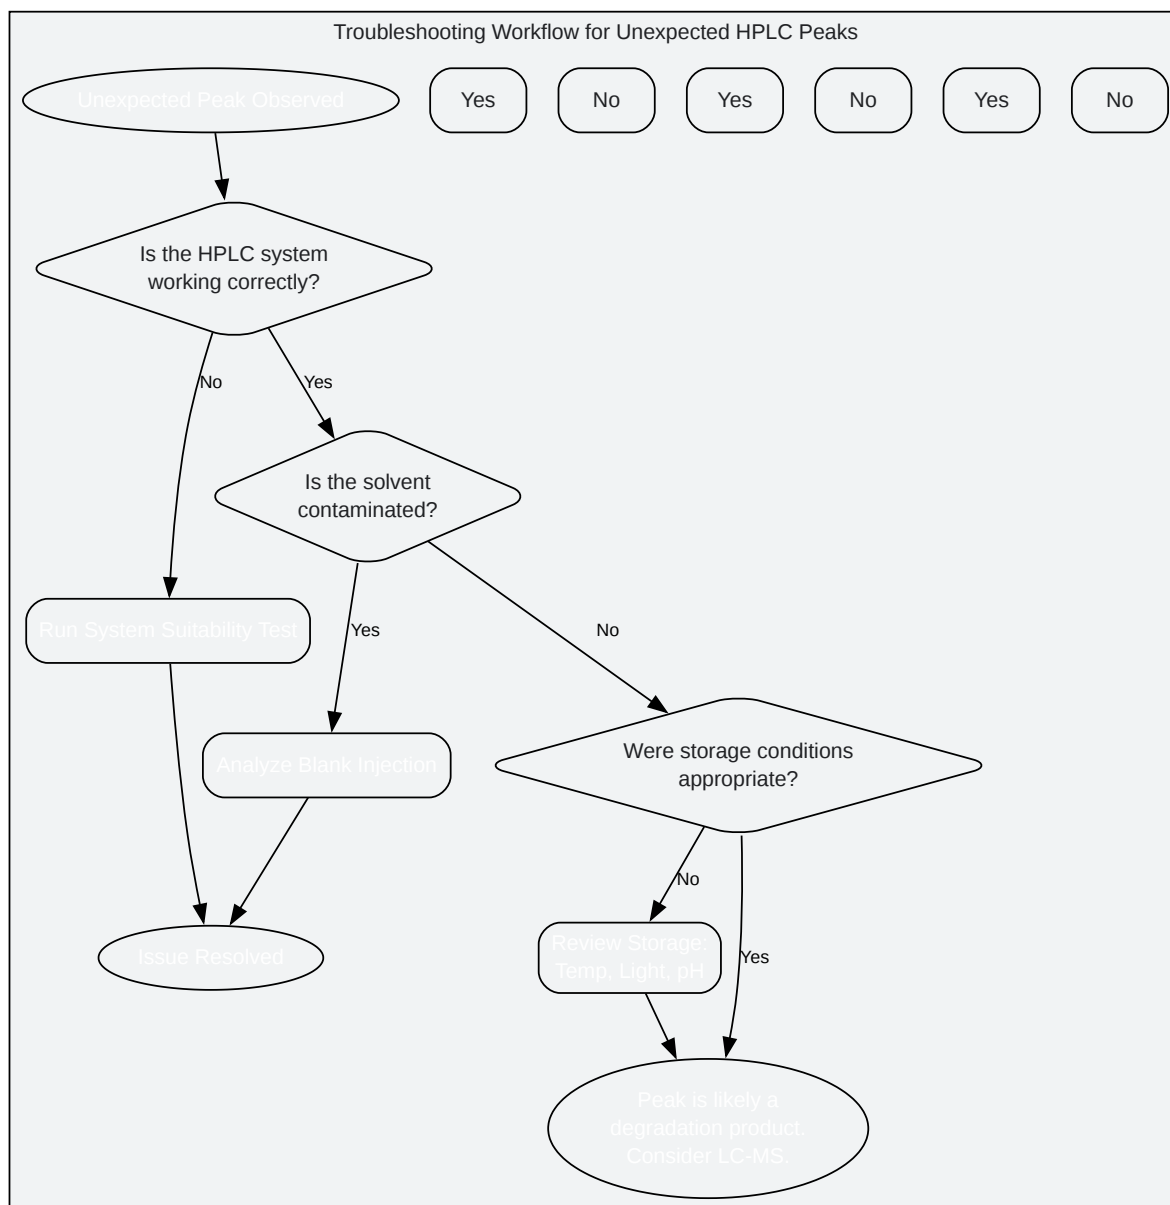 Troubleshooting Workflow for Unexpected HPLC Peaks
Unexpected Peak Observed
Yes
No
Yes
No
Yes
No
Is the HPLC system
working correctly?
No
Yes
Is the solvent
contaminated?
Run System Suitability Test
Yes
No
Analyze Blank Injection
Were storage conditions
appropriate?
No
Issue Resolved
Review Storage:
Temp, Light, pH
Yes
Peak is likely a
degradation product.
Consider LC-MS.